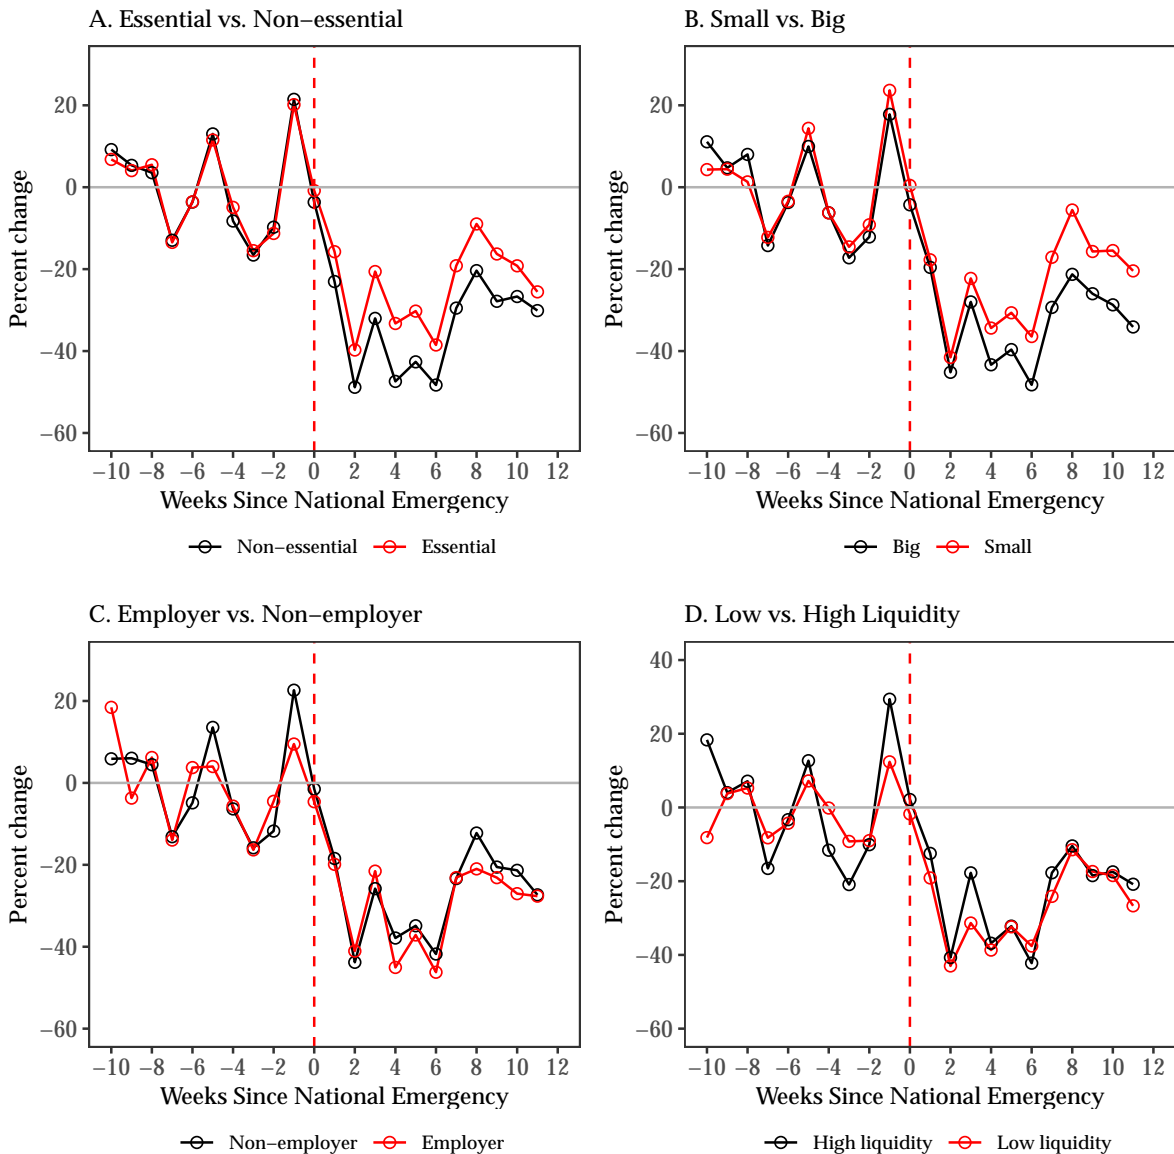 A. Essential vs. Non−essential
20
0
−20
−40
−60
Percent change
−10 −8 −6 −4 −2 0 2 4 6 8 10 12
Weeks Since National Emergency
Non−essential Essential
B. Small vs. Big
20
0
−20
−40
−60
Percent change
−10 −8 −6 −4 −2 0 2 4 6 8 10 12
Weeks Since National Emergency
Big Small
C. Employer vs. Non−employer
20
0
−20
−40
−60
Percent change
−10 −8 −6 −4 −2 0 2 4 6 8 10 12
Weeks Since National Emergency
Non−employer Employer
D. Low vs. High Liquidity
40
20
0
−20
−40
−60
Percent change
−10 −8 −6 −4 −2 0 2 4 6 8 10 12
Weeks Since National Emergency
High liquidity Low liquidity